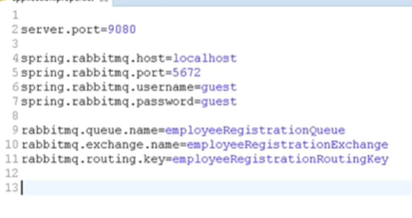 1
2 server.port=9080
3
4 spring.rabbitmq.host=localhost
5 spring.rabbitmq.port=5672
6 spring.rabbitmq.username=guest
7 spring.rabbitmq.password=guest
8
9 rabbitmq.queue.name=employeeRegistrationQueue
10 rabbitmq.exchange.name=employeeRegistrationExchange
11 rabbitmq.routing.key=employeeRegistrationRoutingKey
12
13